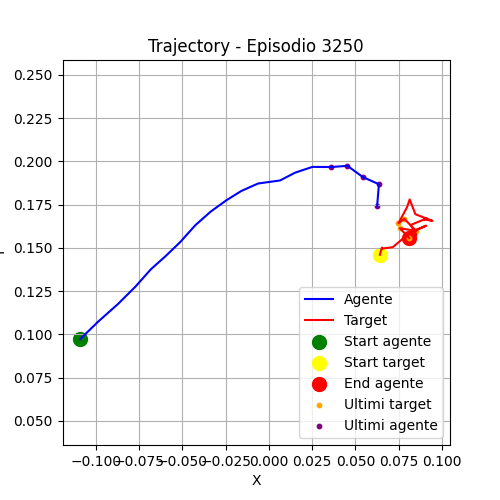 Trajectory - Episodio 3250
0.250
0.225
0.200
0.175
0.150
0.125
0.100
0.075
0.050
Agente
Target
Start agente
Start target
End agente
Ultimi target
Ultimi agente
−0.100 −0.075 −0.050 −0.025 0.000 0.025 0.050 0.075 0.100
X